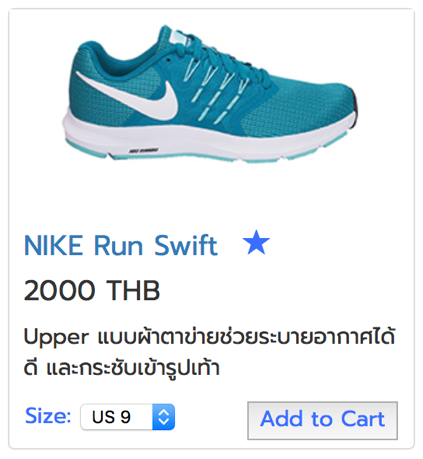 NIKE Run Swift
2000 THB
Upper แบบผ้าตาข่ายช่วยระบายอากาศได้
ดี และกระชับเข้ารูปเท้า
Size: US 9 Add to Cart